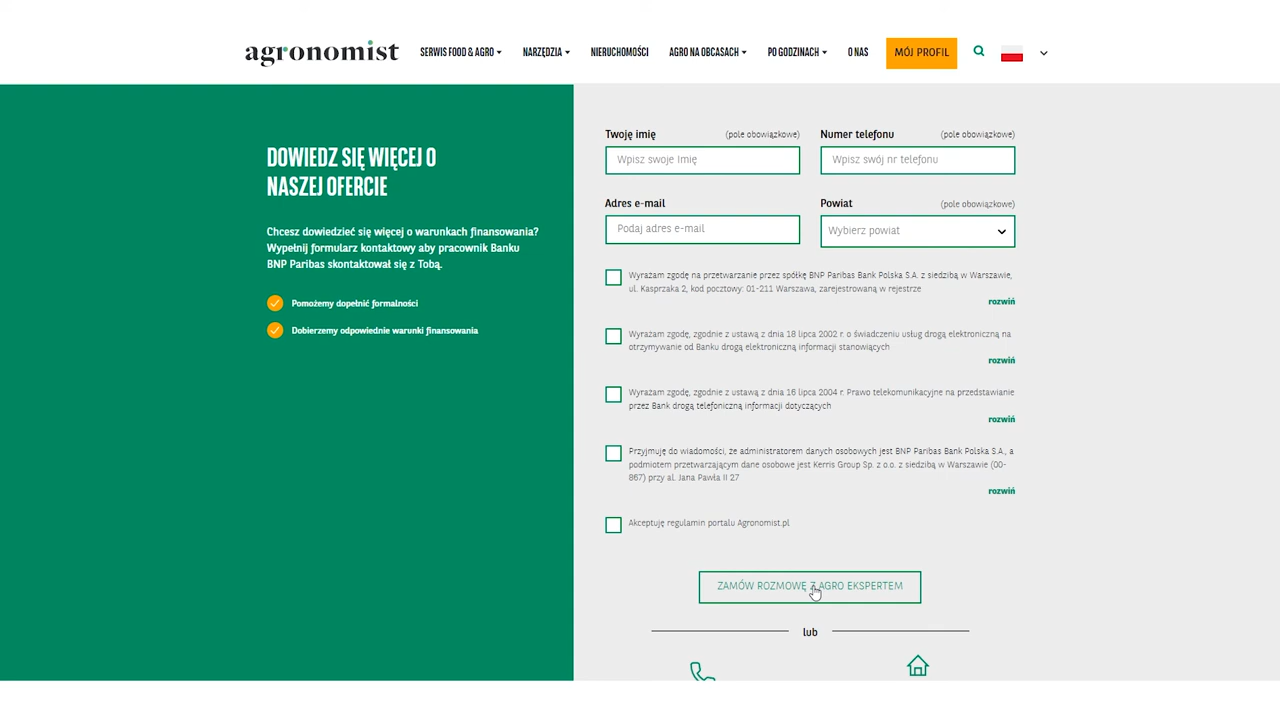 agronomist
SERWIS FOOD & AGRO
NARZĘDZIA
NIERUCHOMOŚCI
AGRO NA OBCASACH
PO GODZINACH
O NAS
MÓJ PROFIL
DOWIEDZ SIĘ WIĘCEJ O
NASZEJ OFERCIE
Chcesz dowiedzieć się więcej o warunkach finansowania?
Wypełnij formularz kontaktowy aby pracownik Banku
BNP Paribas skontaktował się z Tobą.
Pomożemy dopełnić formalności
Dobierzemy odpowiednie warunki finansowania
Twoję imię (pole obowiązkowe)
Wpisz swoje Imię
Numer telefonu (pole obowiązkowe)
Wpisz swój nr telefonu
Adres e-mail
Podaj adres e-mail
Powiat (pole obowiązkowe)
Wybierz powiat
Wyrażam zgodę na przetwarzanie przez spółkę BNP Paribas Bank Polska S.A. z siedzibą w Warszawie,
ul. Kasprzaka 2, kod pocztowy: 01-211 Warszawa, zarejestrowaną w rejestrze
rozwiń
Wyrażam zgodę, zgodnie z ustawą z dnia 18 lipca 2002 r. o świadczeniu usług drogą elektroniczną na
otrzymywanie od Banku drogą elektroniczną informacji stanowiących
rozwiń
Wyrażam zgodę, zgodnie z ustawą z dnia 16 lipca 2004 r. Prawo telekomunikacyjne na przedstawianie
przez Bank drogą telefoniczną informacji dotyczących
rozwiń
Przyjmuję do wiadomości, że administratorem danych osobowych jest BNP Paribas Bank Polska S.A., a
podmiotem przetwarzającym dane osobowe jest Kerris Group Sp. z o.o. z siedzibą w Warszawie (00-
867) przy al. Jana Pawła II 27
rozwiń
Akceptuję regulamin portalu Agronomist.pl
ZAMÓW ROZMOWĘ Z AGRO EKSPERTEM
lub